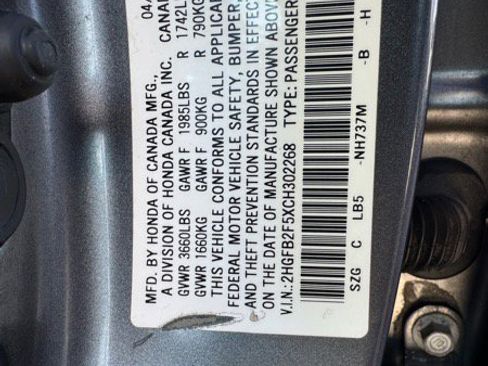 MFD. BY HONDA OF CANADA MFG., 04/
A DIVISION OF HONDA CANADA INC. CANAD
GVWR 3660LBS GAWR F 1985LBS R 1742L
GVWR 1660KG GAWR F 900KG R 790KG
THIS VEHICLE CONFORMS TO ALL APPLICAB
FEDERAL MOTOR VEHICLE SAFETY, BUMPER,
AND THEFT PREVENTION STANDARDS IN EFFECT
ON THE DATE OF MANUFACTURE SHOWN ABOVE
V.I.N.: 2HGFB2F5XCH302268 TYPE: PASSENGER
SZG C LB5 -NH737M -B -H